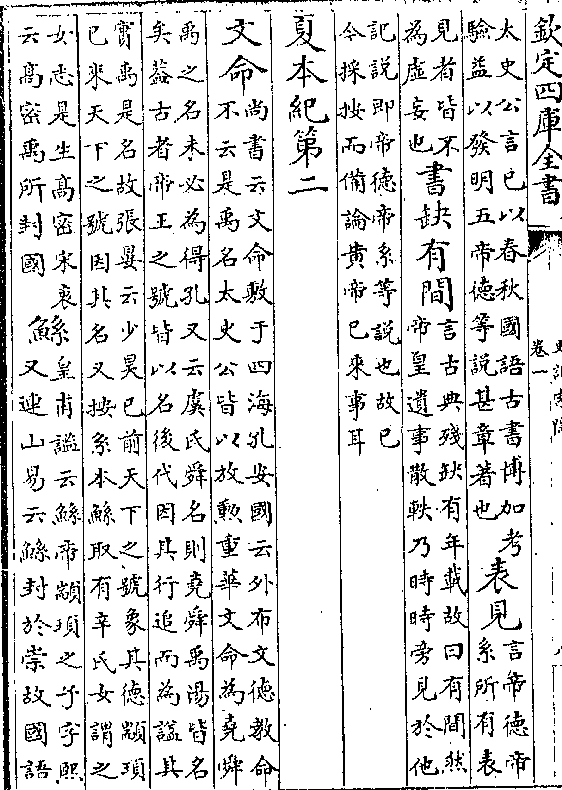 欽定四庫全書
卷一
太史公言已以春秋國語古書博加考
驗益以發明五帝德等說甚章著也
表見
言帝德帝
系所有表
見者皆不
為虛妄也
書缺有間
言古典殘缺有年載故曰有間然
帝皇遺事散軼乃時時旁見於他
記説即帝德帝系等說也故已
今採按而備論黄帝已來事耳
夏本紀第二
文命
尚書云文命敷于四海孔安國云外布文德教命
不云是禹名太史公皆以放勲重華文命為堯舜
禹之名未必為得孔又云虞氏舜名則堯舜禹湯皆名
矣葢古者帝王之號皆以名後代因其行追而為諡其
實禹是名故張晏云少昊已前天下之號象其德顓頊
已來天下之號因其名又按系本鯀取有辛氏女謂之
女志是生高密宋衷
云高密禹所封國
鯀
皇甫謐云鯀帝顓頊之子字熙
又連山易云鯀封於崇故國語